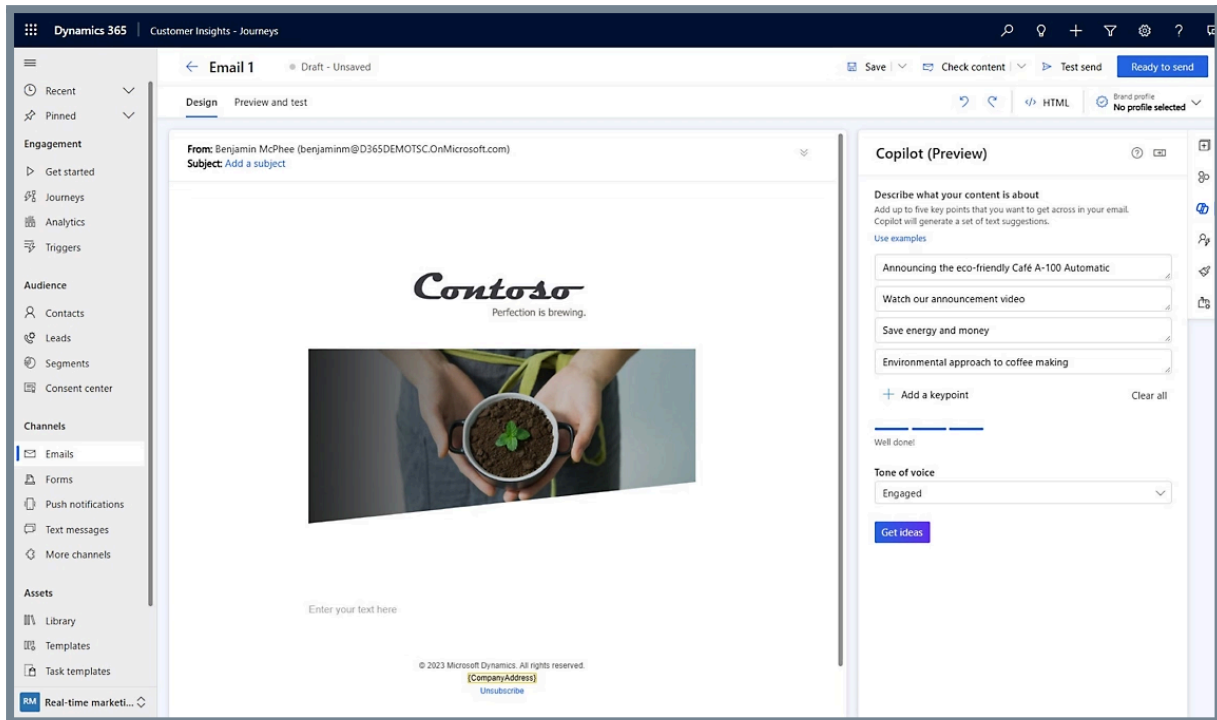 Dynamics 365
Customer Insights - Journeys
Email 1
Draft - Unsaved
Save
Check content
Test send
Ready to send
Design
Preview and test
HTML
Brand profile
No profile selected
Recent
Pinned
Engagement
Get started
Journeys
Analytics
Triggers
Audience
Contacts
Leads
Segments
Consent center
Channels
Emails
Forms
Push notifications
Text messages
More channels
Assets
Library
Templates
Task templates
RM Real-time marketi...
From: Benjamin McPhee (benjaminm@D365DEMOTSC.OnMicrosoft.com)
Subject: Add a subject
Contoso
Perfection is brewing.
Enter your text here
© 2023 Microsoft Dynamics. All rights reserved.
{CompanyAddress}
Unsubscribe
Copilot (Preview)
Describe what your content is about
Add up to five key points that you want to get across in your email.
Copilot will generate a set of text suggestions.
Use examples
Announcing the eco-friendly Café A-100 Automatic
Watch our announcement video
Save energy and money
Environmental approach to coffee making
Add a keypoint
Clear all
Well done!
Tone of voice
Engaged
Get ideas